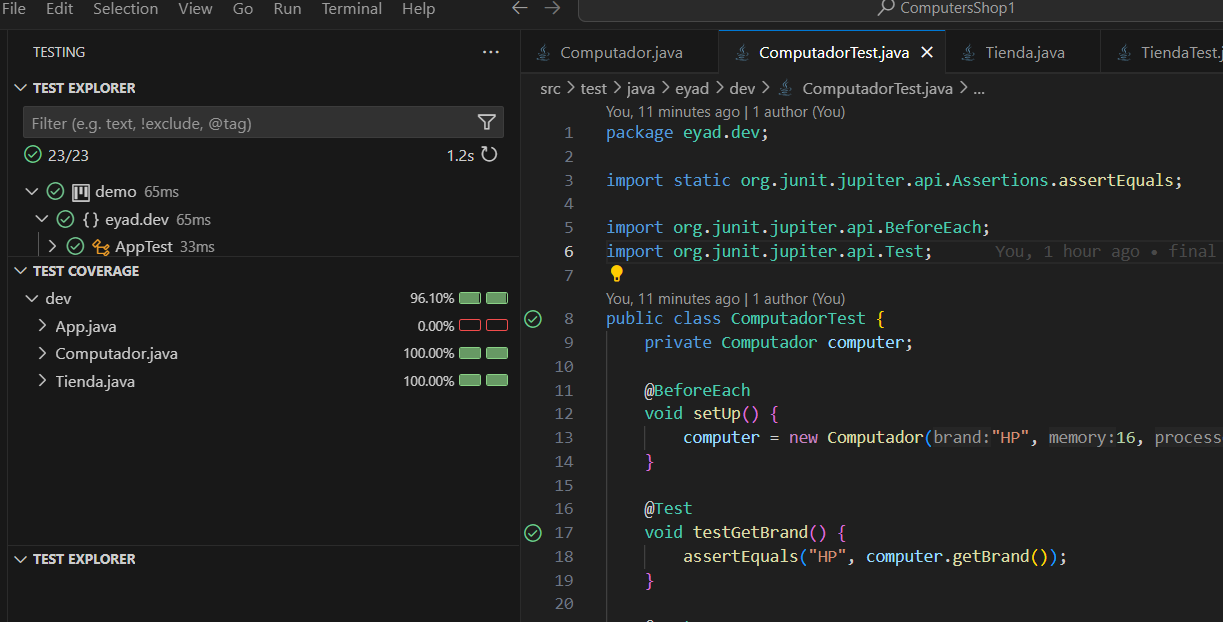 File Edit Selection View Go Run Terminal Help ComputersShop1
TESTING
TEST EXPLORER
Filter (e.g. text, !exclude, @tag)
23/23 1.2s
demo 65ms
{} eyad.dev 65ms
AppTest 33ms
TEST COVERAGE
dev 96.10%
App.java 0.00%
Computador.java 100.00%
Tienda.java 100.00%
TEST EXPLORER
Computador.java ComputadorTest.java Tienda.java TiendaTest.j
src > test > java > eyad > dev > ComputadorTest.java > ...
You, 11 minutes ago | 1 author (You)
1 package eyad.dev;
2
3 import static org.junit.jupiter.api.Assertions.assertEquals;
4
5 import org.junit.jupiter.api.BeforeEach;
6 import org.junit.jupiter.api.Test; You, 1 hour ago • final
7
You, 11 minutes ago | 1 author (You)
8 public class ComputadorTest {
9 private Computador computer;
10
11 @BeforeEach
12 void setUp() {
13 computer = new Computador(brand:"HP", memory:16, process
14 }
15
16 @Test
17 void testGetBrand() {
18 assertEquals("HP", computer.getBrand());
19 }
20